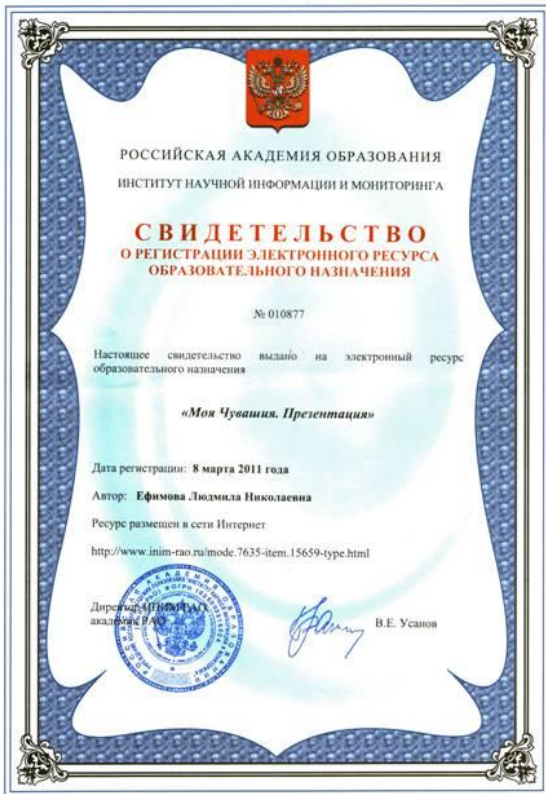 РОССИЙСКАЯ АКАДЕМИЯ ОБРАЗОВАНИЯ
ИНСТИТУТ НАУЧНОЙ ИНФОРМАЦИИ И МОНИТОРИНГА
СВИДЕТЕЛЬСТВО
О РЕГИСТРАЦИИ ЭЛЕКТРОННОГО РЕСУРСА
ОБРАЗОВАТЕЛЬНОГО НАЗНАЧЕНИЯ
№ 010877
Настоящее свидетельство выдано на электронный ресурс
образовательного назначения
«Моя Чувашия. Презентация»
Дата регистрации: 8 марта 2011 года
Автор: Ефимова Людмила Николаевна
Ресурс размещен в сети Интернет
http://www.inim-rao.ru/mode.7635-item.15659-type.html
Директор ИНИМ РАО,
академик РАО
В.Е. Усанов
РОССИЙСКАЯ АКАДЕМИЯ ОБРАЗОВАНИЯ